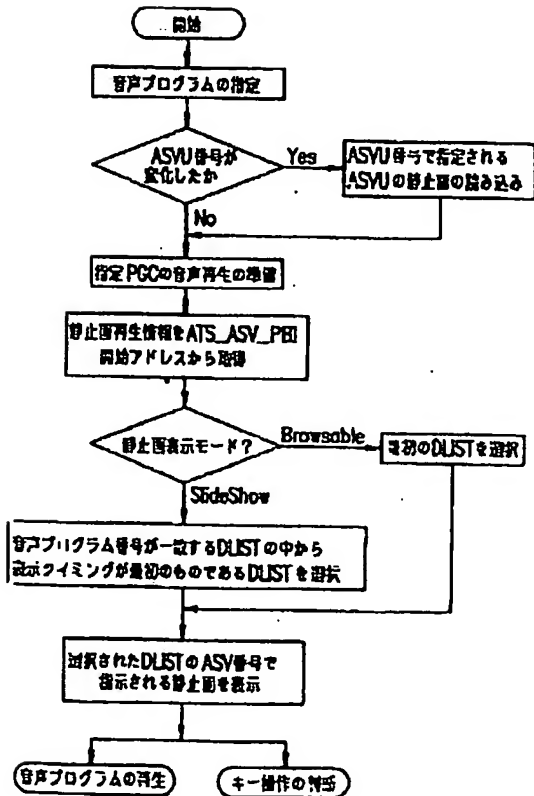 開始
音声プログラムの指定
ASVU番号が
変化したか
Yes
ASVU番号で指定される
ASVUの静止画の読み込み
No
指定PGCの音声再生の準備
静止画再生情報をATS_ASV_PBI
開始アドレスから取得
静止画表示モード?
Browsable
最初のDLISTを選択
SlideShow
音声プログラム番号が一致するDLISTの中から
表示タイミングが最初のものであるDLISTを選択
選択されたDLISTのASV番号で
指示される静止画を表示
音声プログラムの再生
キー操作の判断